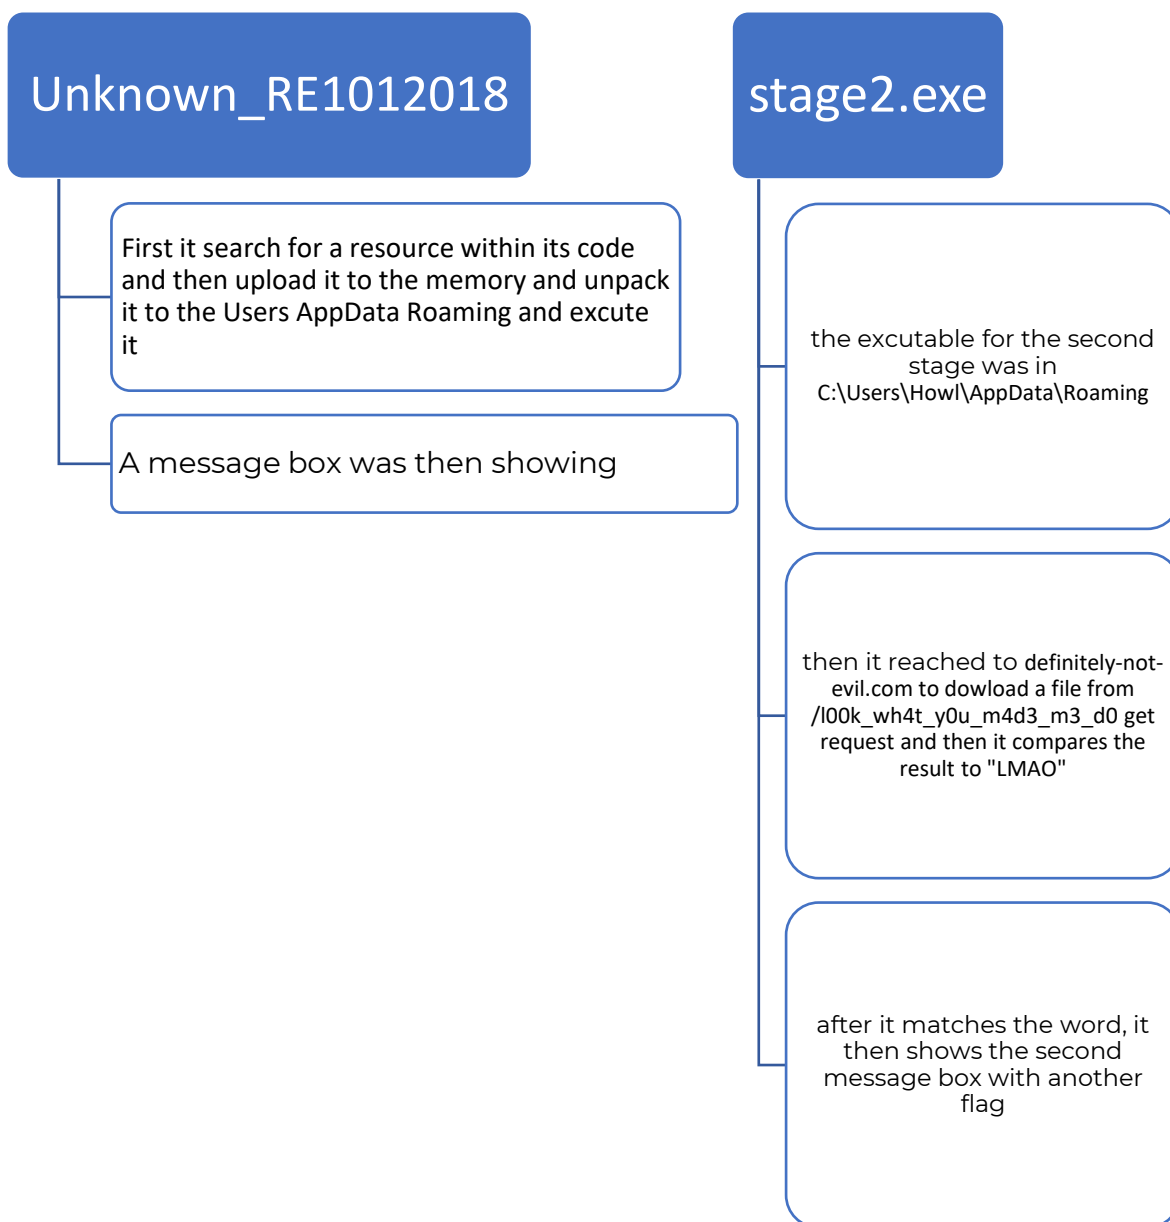 Unknown_RE1012018
First it search for a resource within its code
and then upload it to the memory and unpack
it to the Users AppData Roaming and excute
it
A message box was then showing
stage2.exe
the excutable for the second
stage was in
C:\Users\Howl\AppData\Roaming
then it reached to definitely-not-
evil.com to dowload a file from
/l00k_wh4t_y0u_m4d3_m3_d0 get
request and then it compares the
result to "LMAO"
after it matches the word, it
then shows the second
message box with another
flag